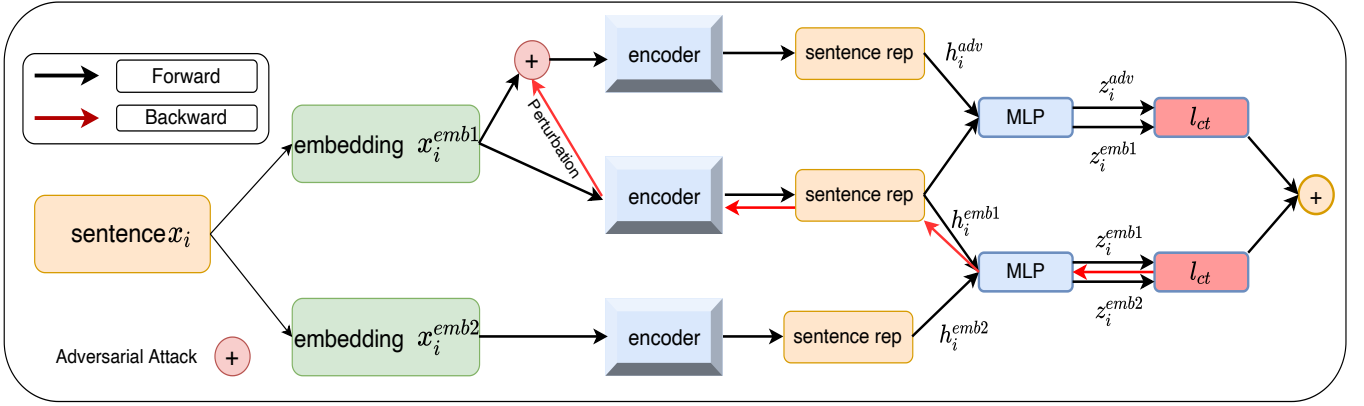 Forward
Backward
sentence x_i
Adversarial Attack +
embedding x_i^{emb1}
embedding x_i^{emb2}
+
Perturbation
encoder
encoder
encoder
sentence rep
sentence rep
sentence rep
h_i^{adv}
h_i^{emb1}
h_i^{emb2}
MLP
MLP
z_i^{adv}
z_i^{emb1}
z_i^{emb1}
z_i^{emb2}
l_{ct}
l_{ct}
+